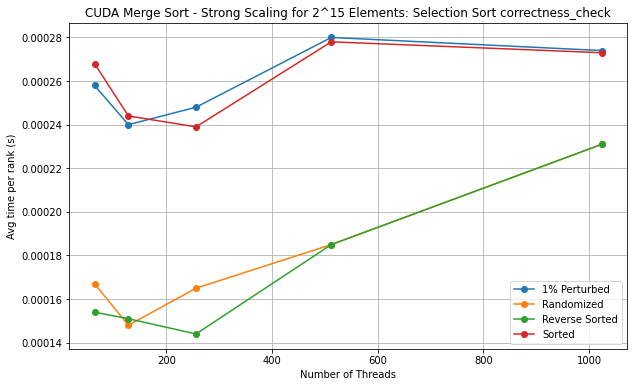 CUDA Merge Sort - Strong Scaling for 2^15 Elements: Selection Sort correctness_check
Avg time per rank (s)
0.00028
0.00026
0.00024
0.00022
0.00020
0.00018
0.00016
0.00014
1% Perturbed
Randomized
Reverse Sorted
Sorted
200 400 600 800 1000
Number of Threads